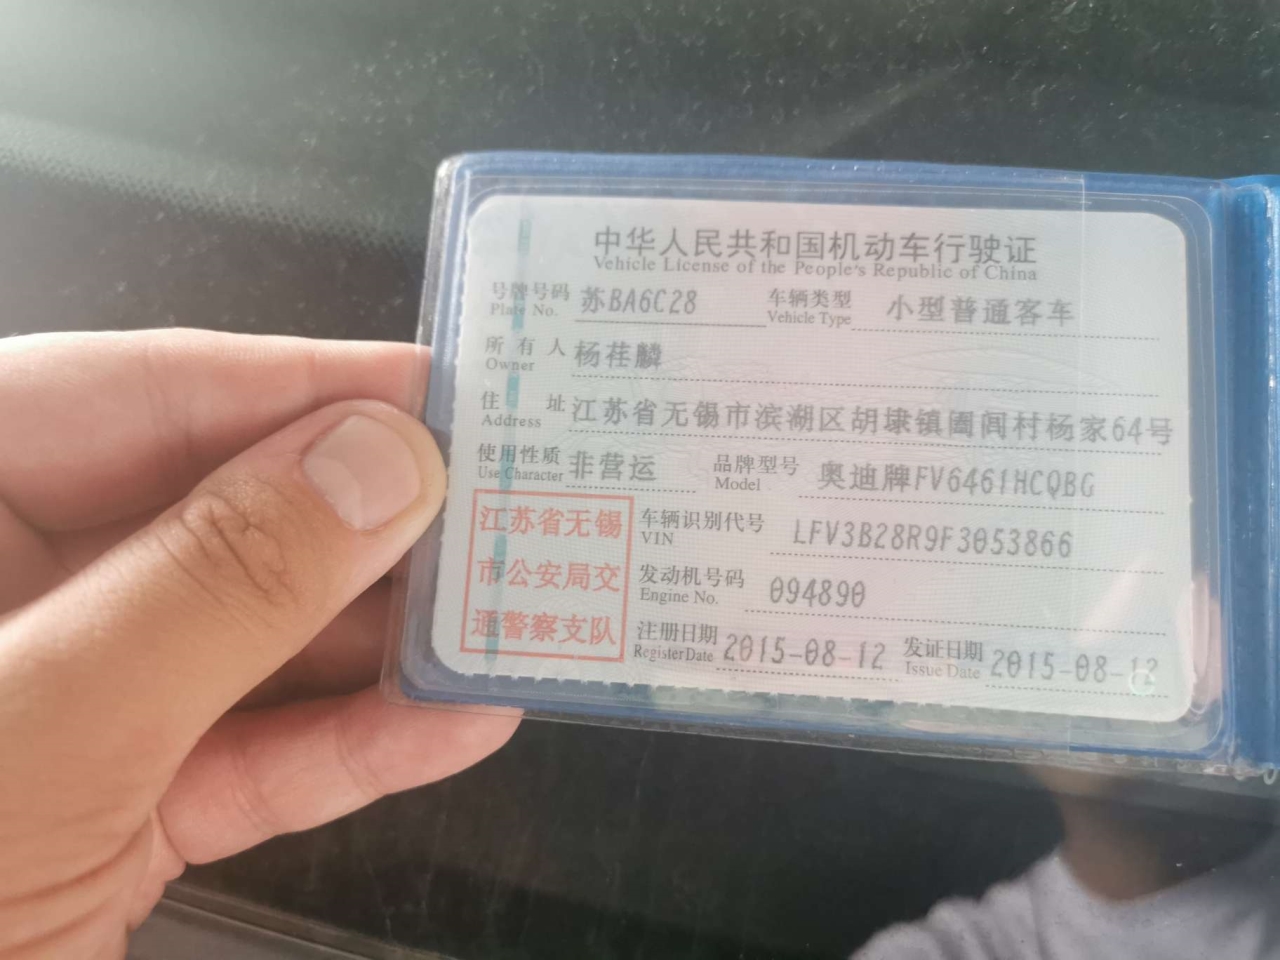 中华人民共和国机动车行驶证
Vehicle License of the People's Republic of China
号牌号码 苏BA6C28 车辆类型 小型普通客车
Plate No. Vehicle Type
所有人 杨荏麟
Owner
住址 江苏省无锡市滨湖区胡埭镇阖闾村杨家64号
Address
使用性质 非营运 品牌型号 奥迪牌FV6461HCQBG
Use Character Model
江苏省无锡
市公安局交
通警察支队
车辆识别代号 LFV3B28R9F3053866
VIN
发动机号码 094890
Engine No.
注册日期 2015-08-12 发证日期 2015-08-12
Register Date Issue Date